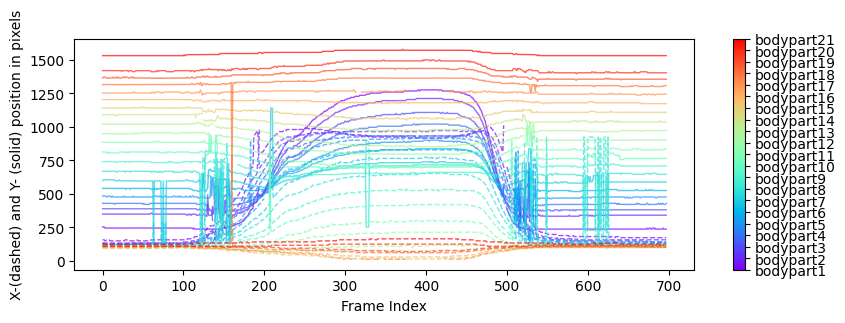 X-(dashed) and Y- (solid) position in pixels
1500
1250
1000
750
500
250
0
0 100 200 300 400 500 600 700
Frame Index
bodypart21
bodypart20
bodypart19
bodypart18
bodypart17
bodypart16
bodypart15
bodypart14
bodypart13
bodypart12
bodypart11
bodypart10
bodypart9
bodypart8
bodypart7
bodypart6
bodypart5
bodypart4
bodypart3
bodypart2
bodypart1